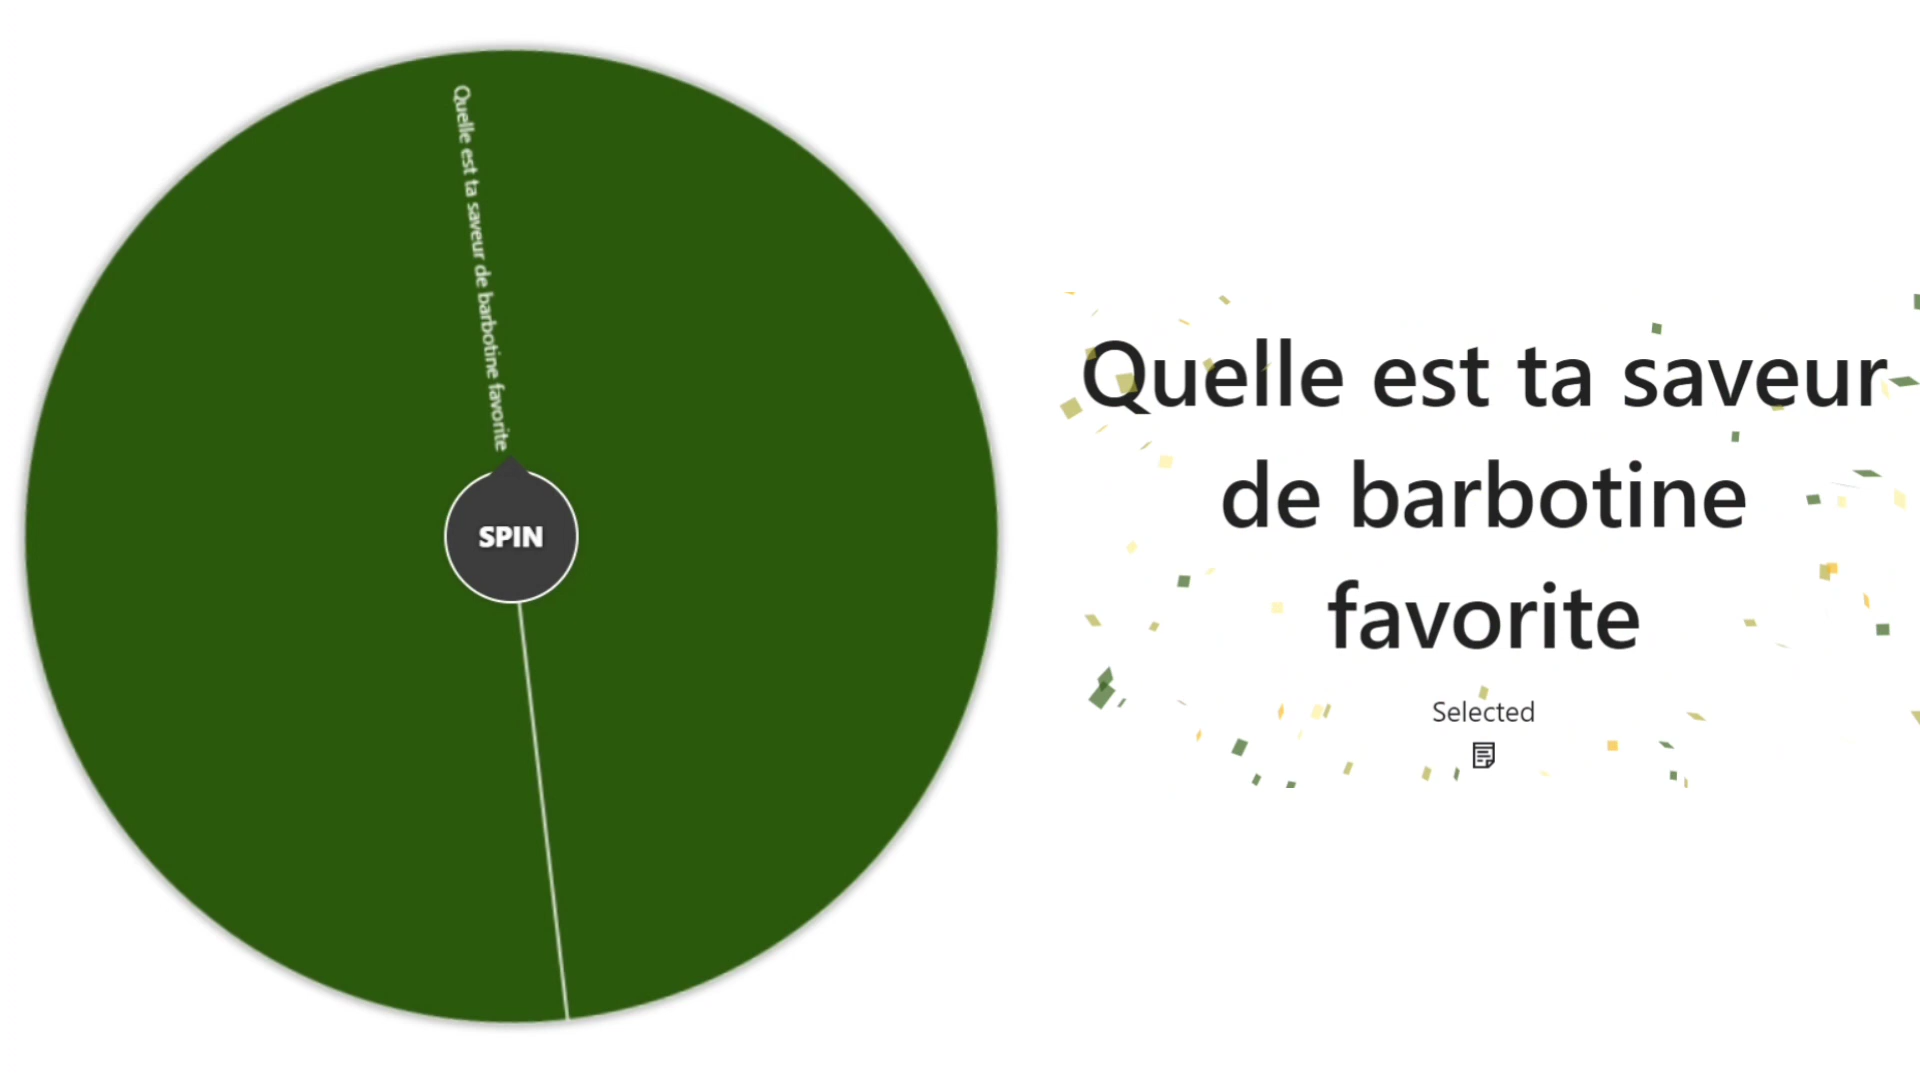 Quelle est ta saveur de barbotine favorite
SPIN
Quelle est ta saveur
de barbotine
favorite
Selected